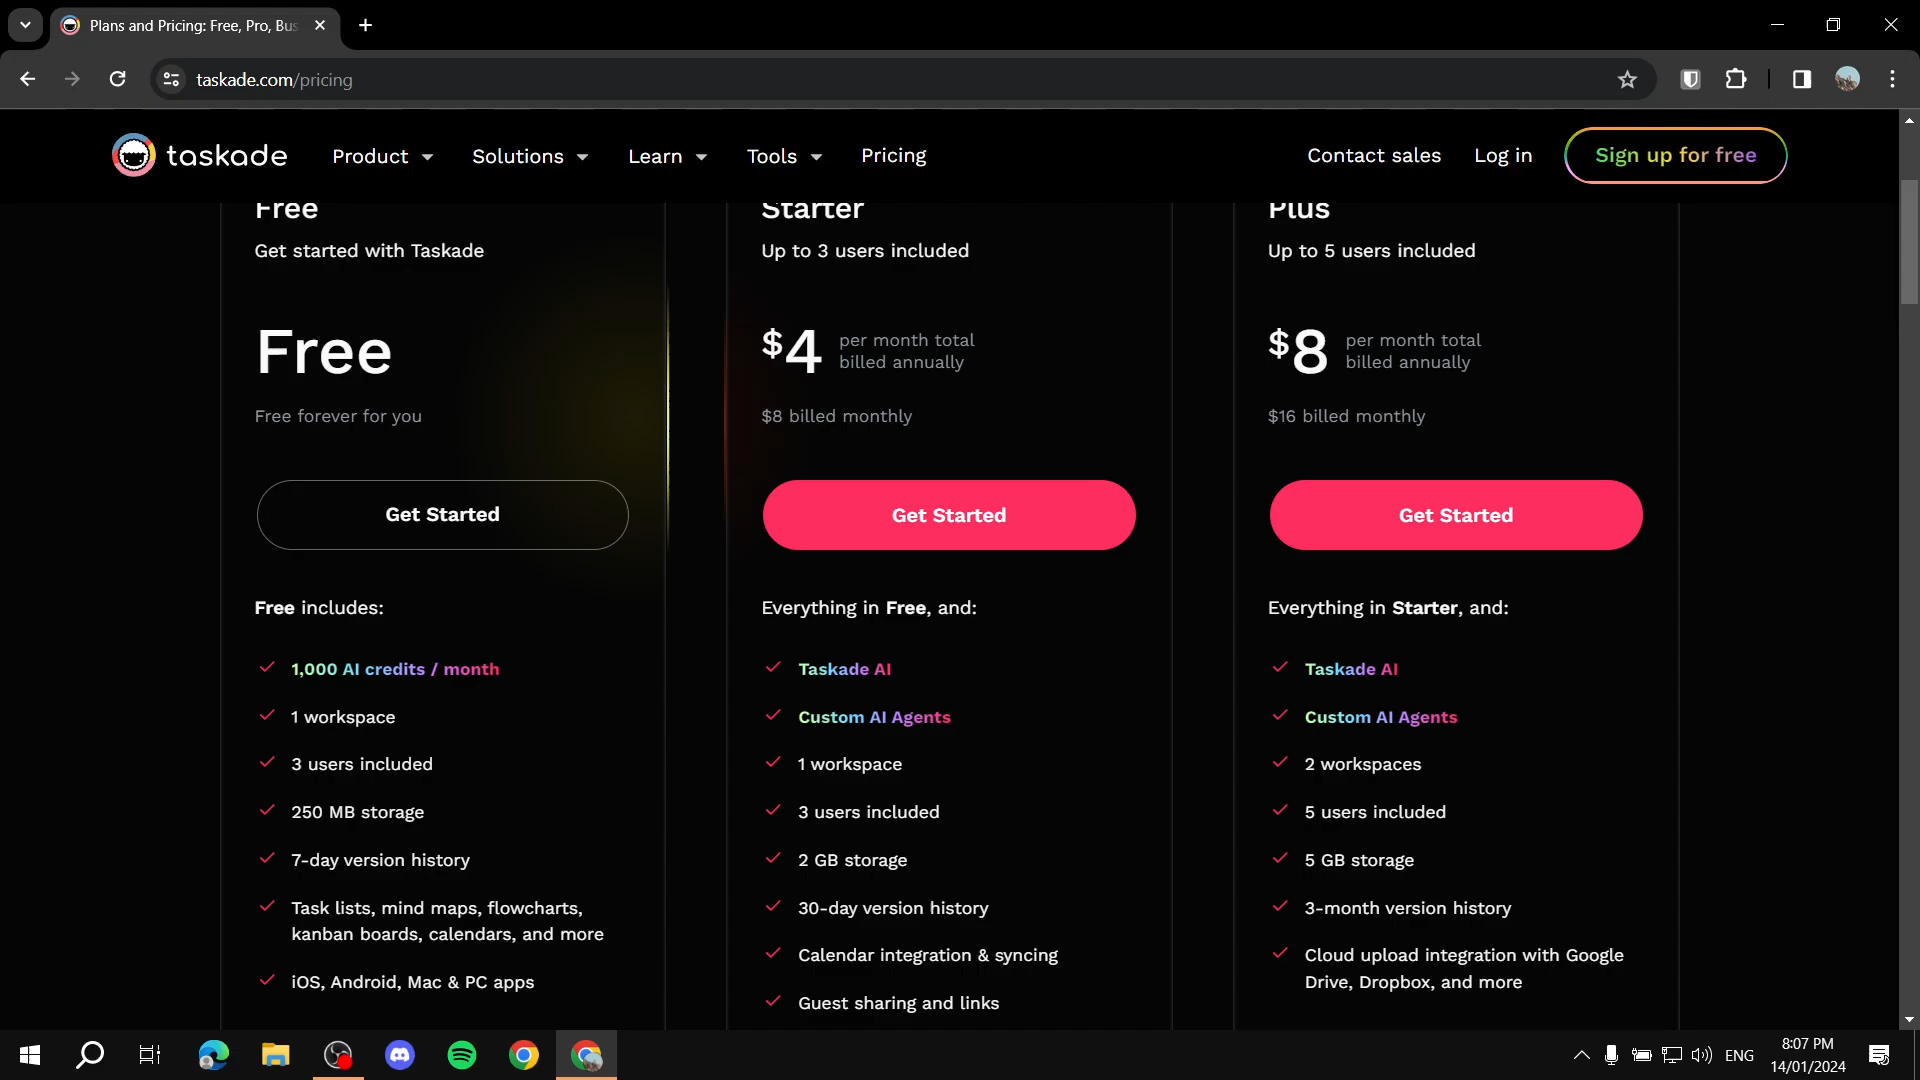 Plans and Pricing: Free, Pro, Bus
taskade.com/pricing
taskade
Product
Solutions
Learn
Tools
Pricing
Contact sales
Log in
Sign up for free
Free
Get started with Taskade
Free
Free forever for you
Get Started
Free includes:
1,000 AI credits / month
1 workspace
3 users included
250 MB storage
7-day version history
Task lists, mind maps, flowcharts,
kanban boards, calendars, and more
iOS, Android, Mac & PC apps
Starter
Up to 3 users included
$4
per month total
billed annually
$8 billed monthly
Get Started
Everything in Free, and:
Taskade AI
Custom AI Agents
1 workspace
3 users included
2 GB storage
30-day version history
Calendar integration & syncing
Guest sharing and links
Plus
Up to 5 users included
$8
per month total
billed annually
$16 billed monthly
Get Started
Everything in Starter, and:
Taskade AI
Custom AI Agents
2 workspaces
5 users included
5 GB storage
3-month version history
Cloud upload integration with Google
Drive, Dropbox, and more
ENG
8:07 PM
14/01/2024